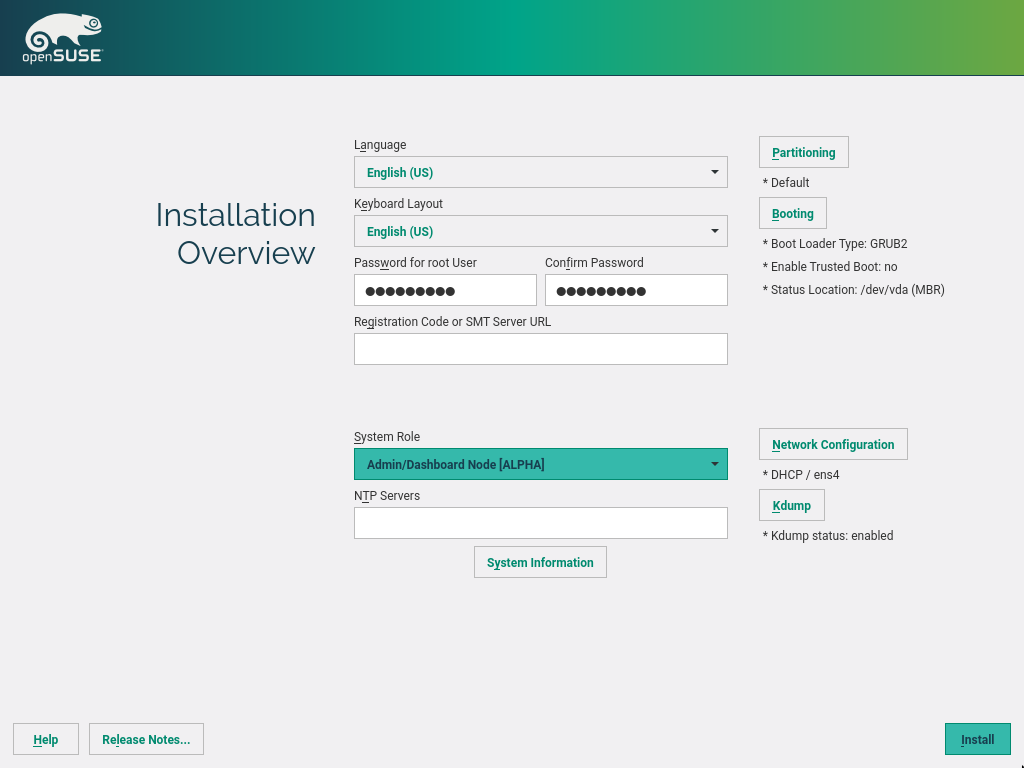 openSUSE
Installation
Overview
Language
English (US)
Keyboard Layout
English (US)
Password for root User
Confirm Password
●●●●●●●●●
●●●●●●●●●
Registration Code or SMT Server URL
System Role
Admin/Dashboard Node [ALPHA]
NTP Servers
System Information
Partitioning
* Default
Booting
* Boot Loader Type: GRUB2
* Enable Trusted Boot: no
* Status Location: /dev/vda (MBR)
Network Configuration
* DHCP / ens4
Kdump
* Kdump status: enabled
Help
Release Notes...
Install